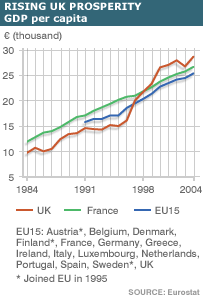 RISING UK PROSPERITY
GDP per capita
€ (thousand)
30
25
20
15
10
5
1984 1991 1998 2004
UK France EU15
EU15: Austria*, Belgium, Denmark,
Finland*, France, Germany, Greece,
Ireland, Italy, Luxembourg, Netherlands,
Portugal, Spain, Sweden*, UK
* Joined EU in 1995
SOURCE: Eurostat